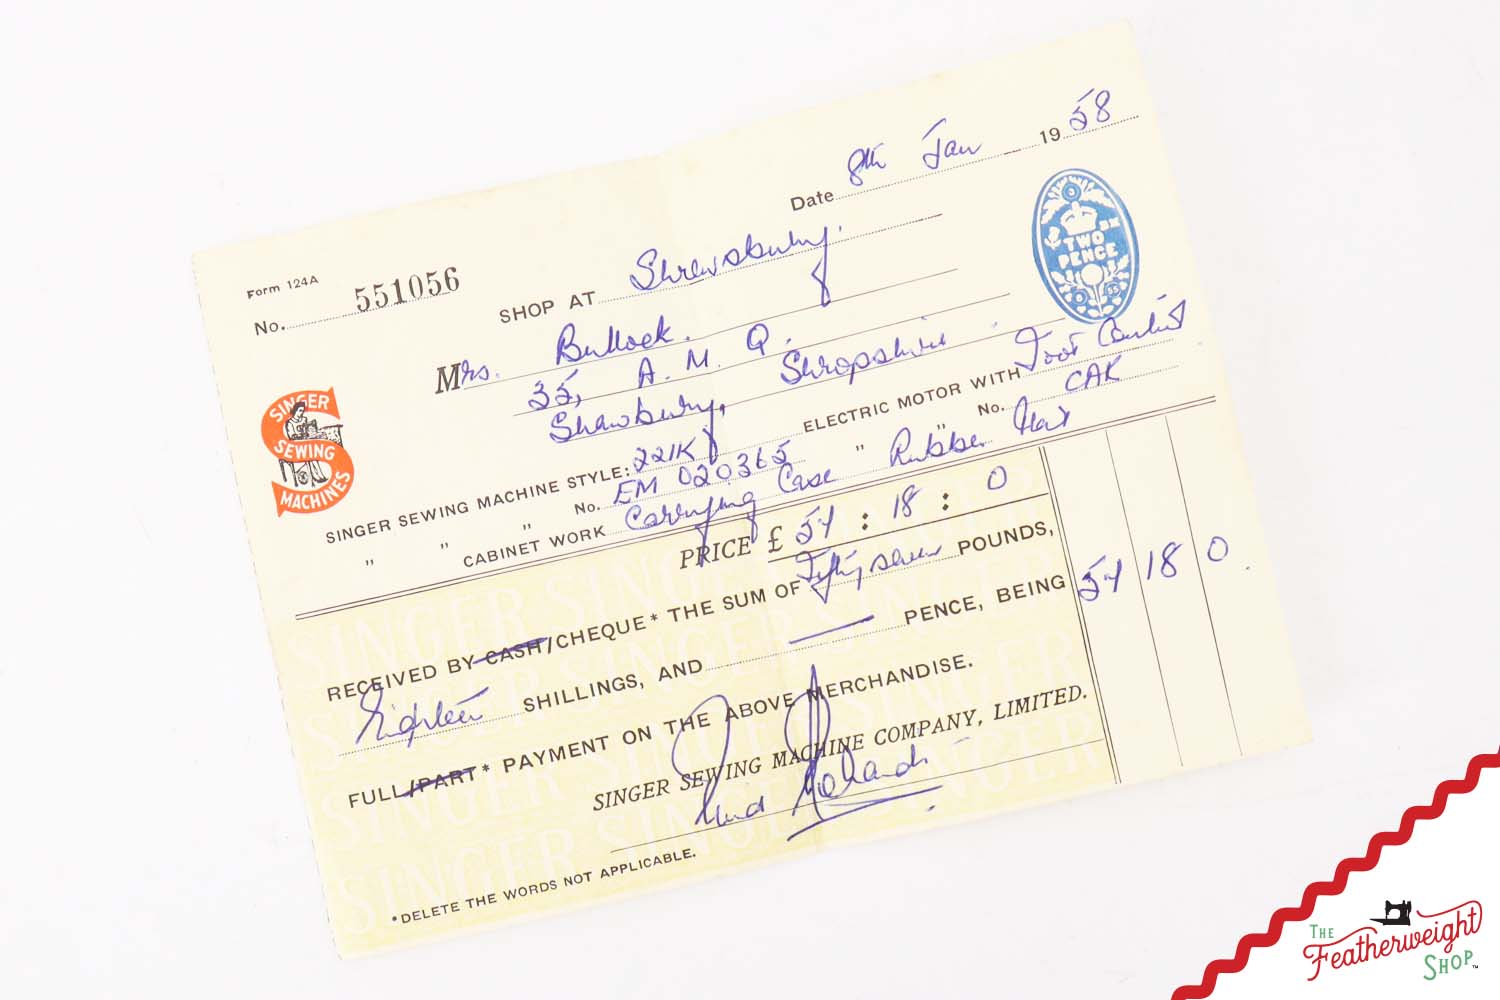 Date 8th Jan 1958
Form 124A
No. 551056
SHOP AT Shrewsbury.
TWO PENCE
Mrs. Bullock.
35, A. M. Q.
Shawbury, Shropshire
SINGER
SEWING
MACHINES
SINGER SEWING MACHINE STYLE: 221K ELECTRIC MOTOR WITH Foot Control
" " No. EM 020365 " " No. CAK
" CABINET WORK Carrying Case Rubber Mat
PRICE £ 57 : 18 : 0
RECEIVED BY CASH/CHEQUE* THE SUM OF Fifty seven POUNDS,
Eighteen SHILLINGS, AND — PENCE, BEING 57 18 0.
FULL/PART* PAYMENT ON THE ABOVE MERCHANDISE.
SINGER SEWING MACHINE COMPANY, LIMITED.
*DELETE THE WORDS NOT APPLICABLE.
THE
Featherweight
SHOP™